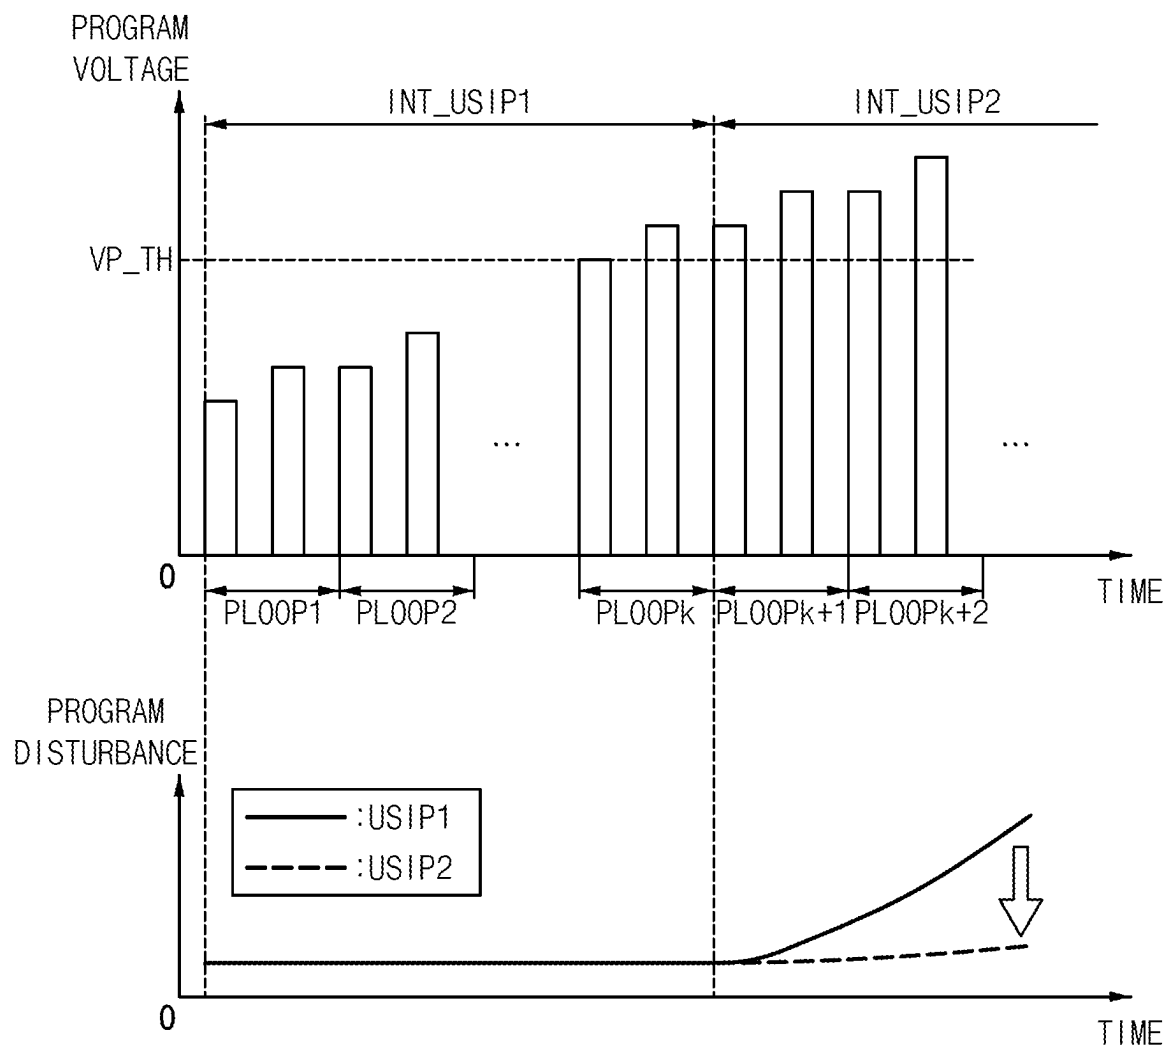 PROGRAM
VOLTAGE
INT_USIP1
INT_USIP2
VP_TH
...
...
0
TIME
PLOOP1
PLOOP2
PLOOPk
PLOOPk+1
PLOOPk+2
PROGRAM
DISTURBANCE
:USIP1
:USIP2
0
TIME